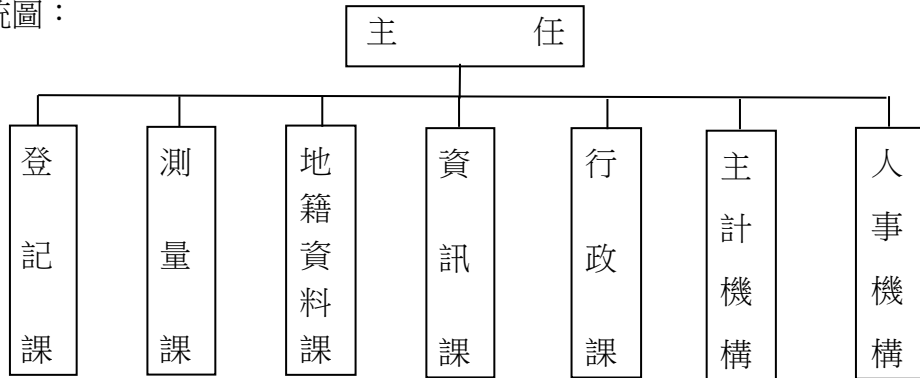 統圖：
主 任
登記課
測量課
地籍資料課
資訊課
行政課
主計機構
人事機構